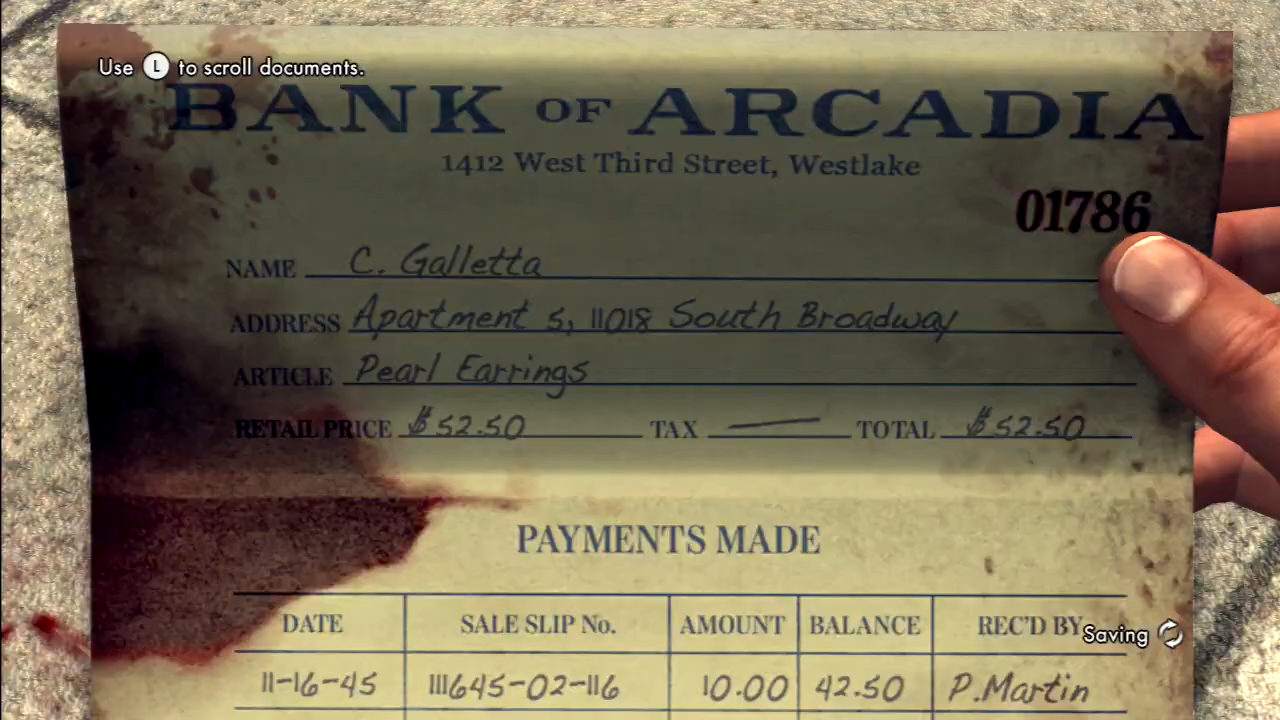 Use L to scroll documents.
BANK OF ARCADIA
1412 West Third Street, Westlake
01786
NAME C. Galletta
ADDRESS Apartment 5, 11018 South Broadway
ARTICLE Pearl Earrings
RETAIL PRICE $52.50 TAX — TOTAL $52.50
PAYMENTS MADE
DATE SALE SLIP No. AMOUNT BALANCE REC'D BY
Saving
11-16-45 111645-02-116 10.00 42.50 P.Martin